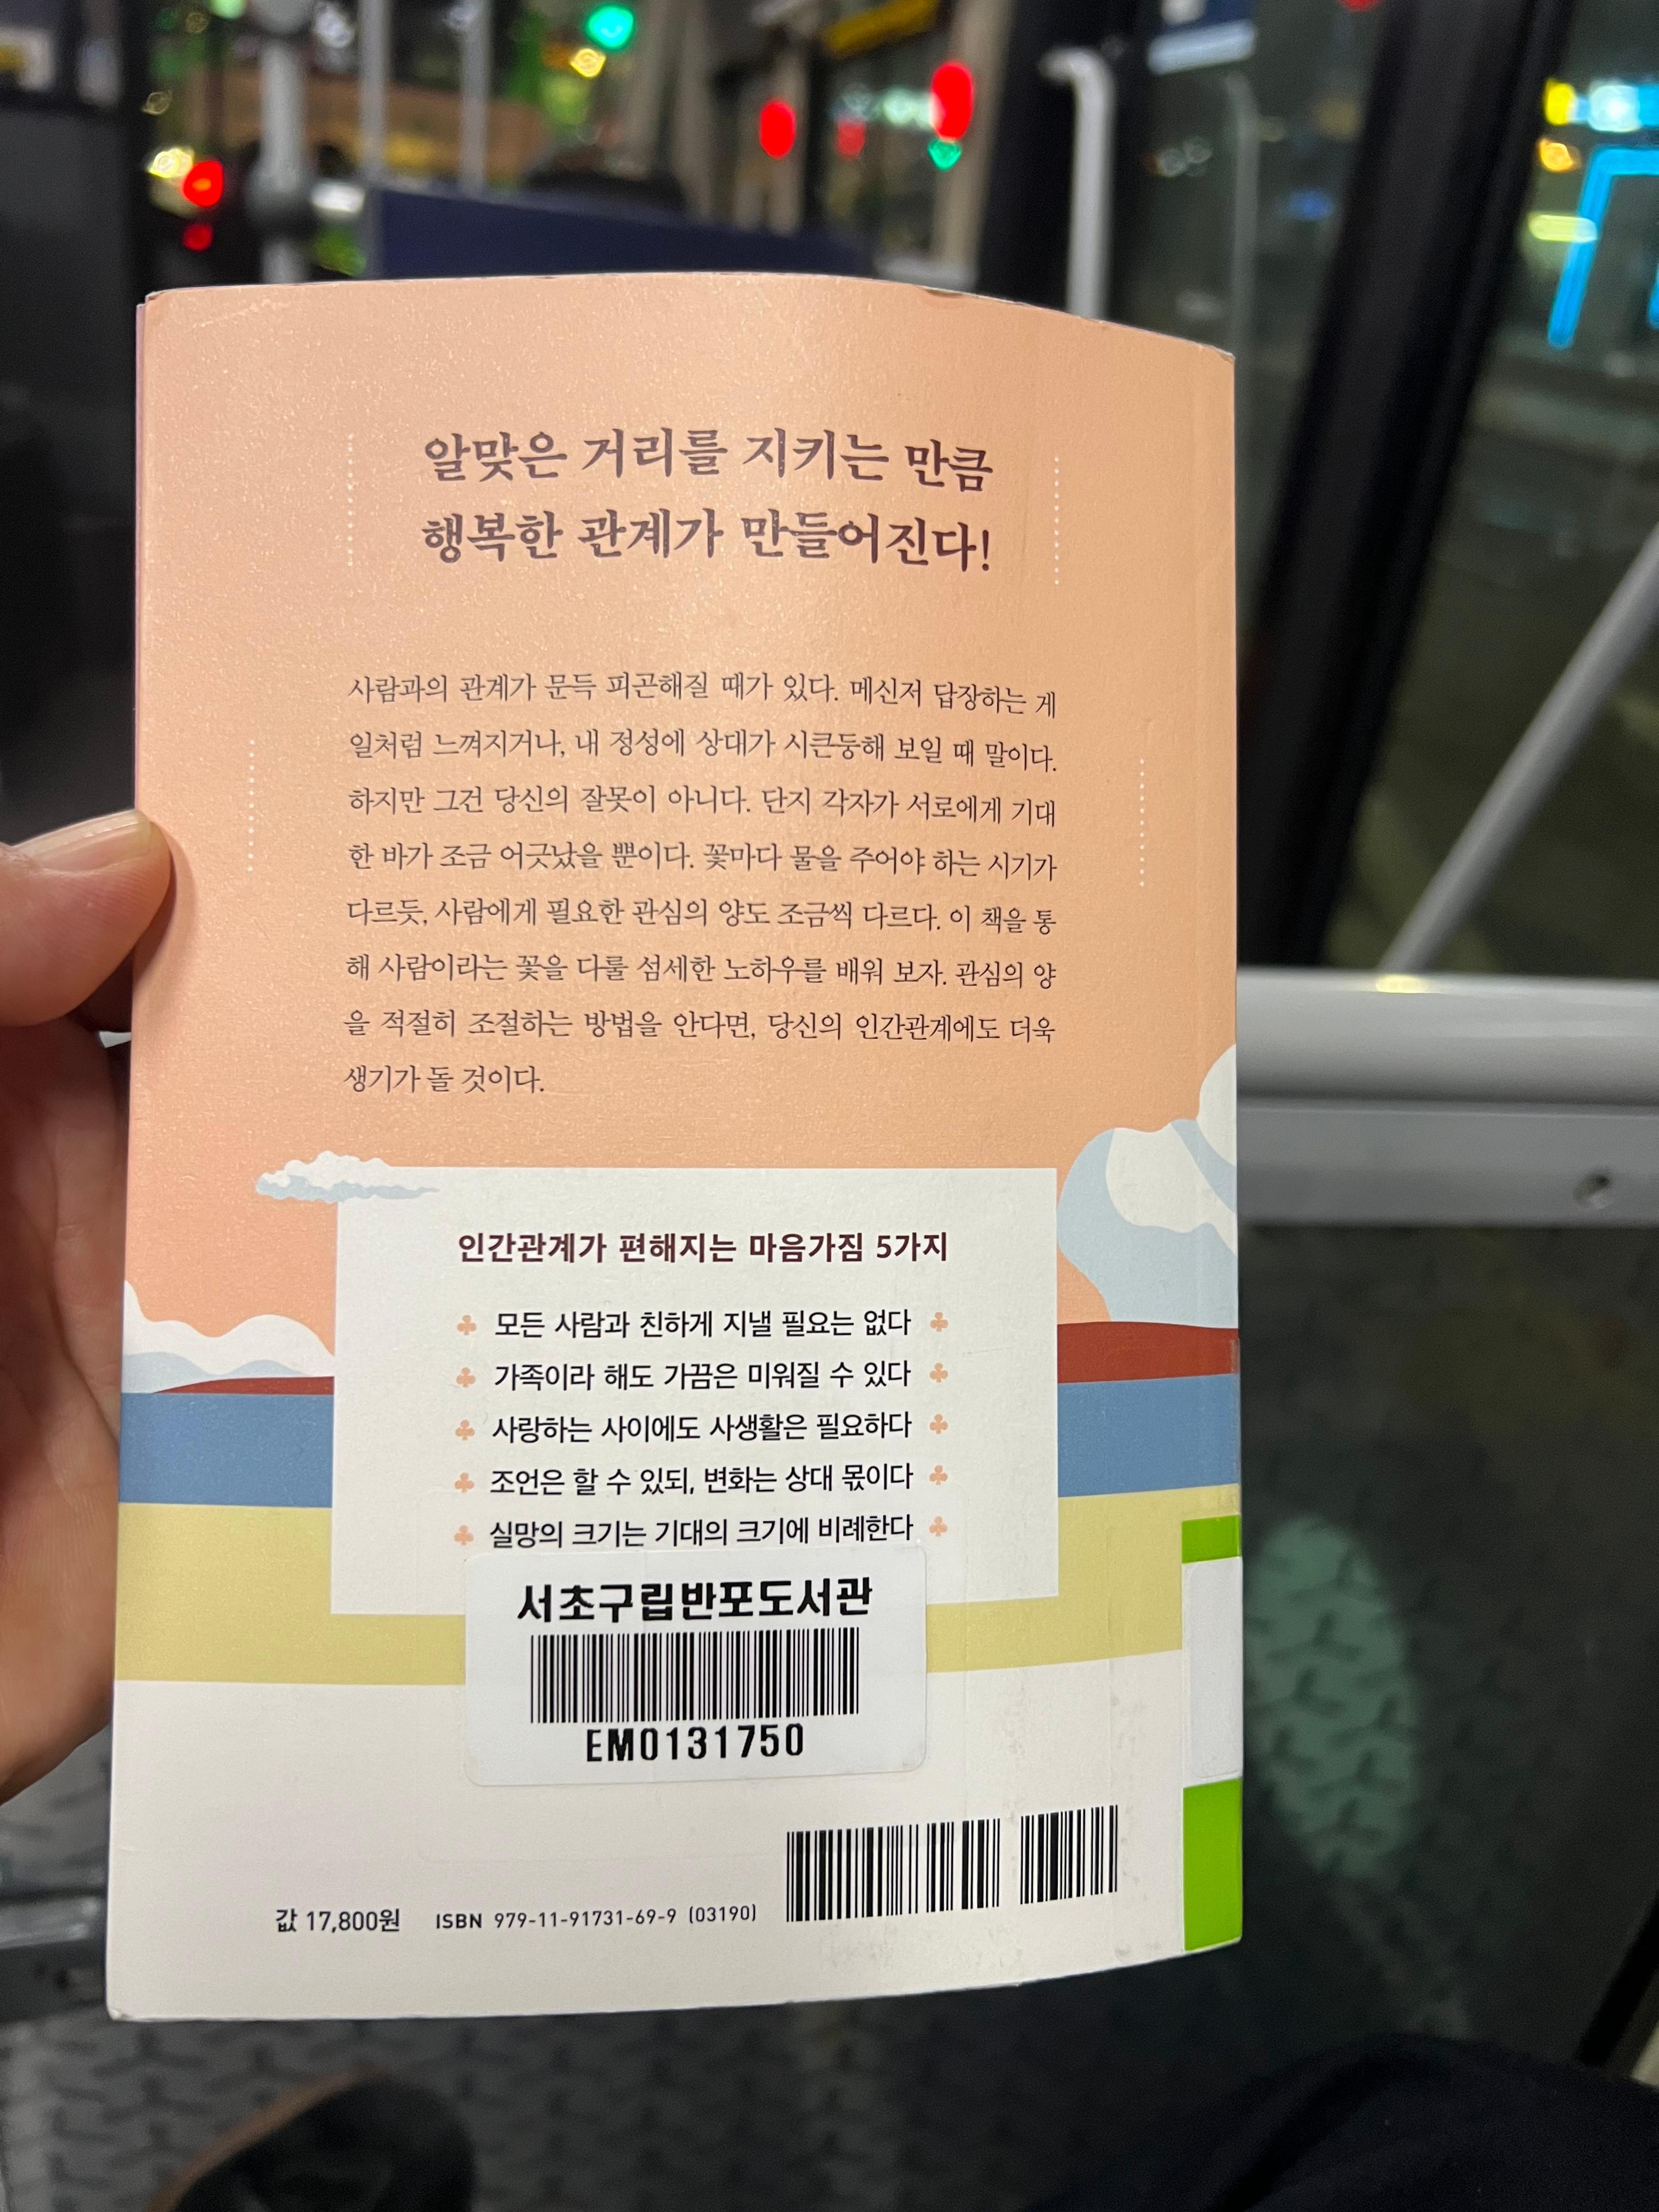 알맞은 거리를 지키는 만큼
행복한 관계가 만들어진다!
사람과의 관계가 문득 피곤해질 때가 있다. 메신저 답장하는 게
일처럼 느껴지거나, 내 정성에 상대가 시큰둥해 보일 때 말이다.
하지만 그건 당신의 잘못이 아니다. 단지 각자가 서로에게 기대
한 바가 조금 어긋났을 뿐이다. 꽃마다 물을 주어야 하는 시기가
다르듯, 사람에게 필요한 관심의 양도 조금씩 다르다. 이 책을 통
해 사람이라는 꽃을 다룰 섬세한 노하우를 배워 보자. 관심의 양
을 적절히 조절하는 방법을 안다면, 당신의 인간관계에도 더욱
생기가 돌 것이다.
인간관계가 편해지는 마음가짐 5가지
모든 사람과 친하게 지낼 필요는 없다
가족이라 해도 가끔은 미워질 수 있다
사랑하는 사이에도 사생활은 필요하다
조언은 할 수 있되, 변화는 상대 몫이다
실망의 크기는 기대의 크기에 비례한다
서초구립반포도서관
EM0131750
값 17,800원 ISBN 979-11-91731-69-9 (03190)